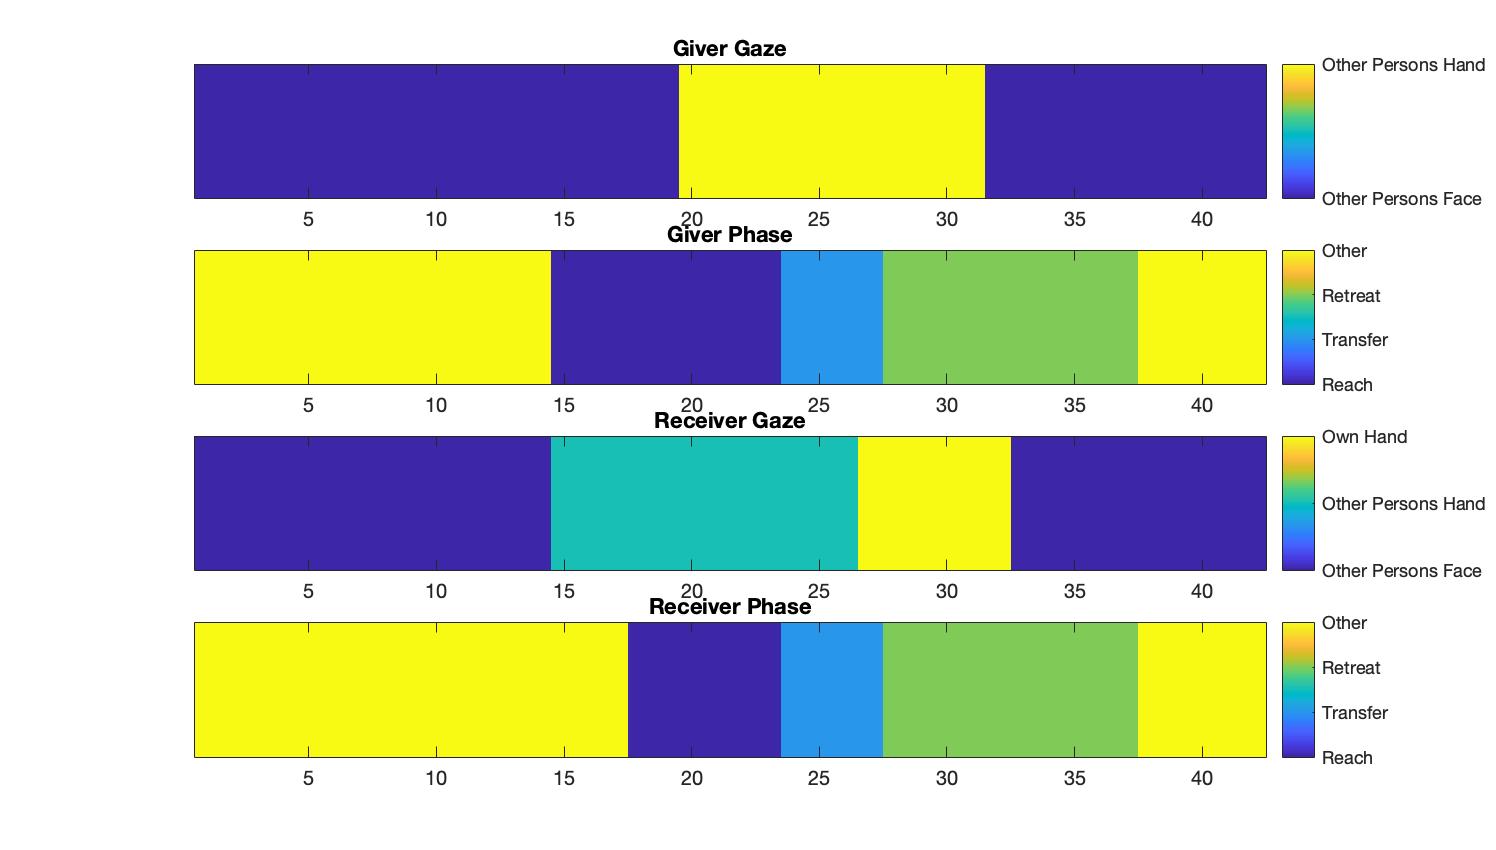 Giver Gaze
Other Persons Hand
Other Persons Face
5 10 15 20 25 30 35 40
Giver Phase
Other
Retreat
Transfer
Reach
5 10 15 20 25 30 35 40
Receiver Gaze
Own Hand
Other Persons Hand
Other Persons Face
5 10 15 20 25 30 35 40
Receiver Phase
Other
Retreat
Transfer
Reach
5 10 15 20 25 30 35 40